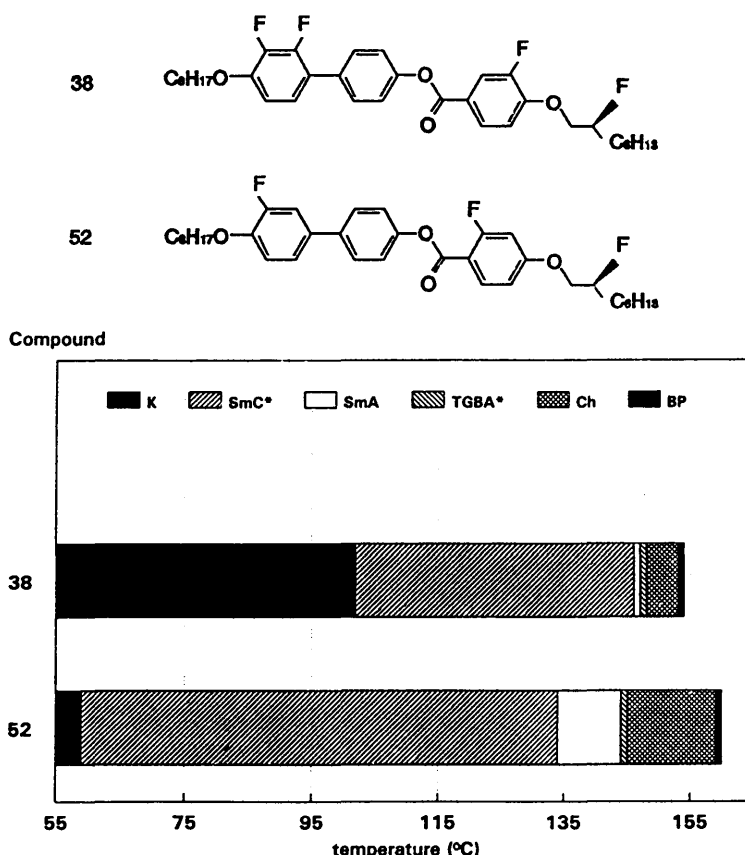 F F
F
38
C₈H₁₇O
O
O
O
F
C₆H₁₃
F
F
52
C₈H₁₇O
O
O
O
F
C₆H₁₃
Compound
K SmC* SmA TGBA* Ch BP
38
52
55 75 95 115 135 155
temperature (°C)